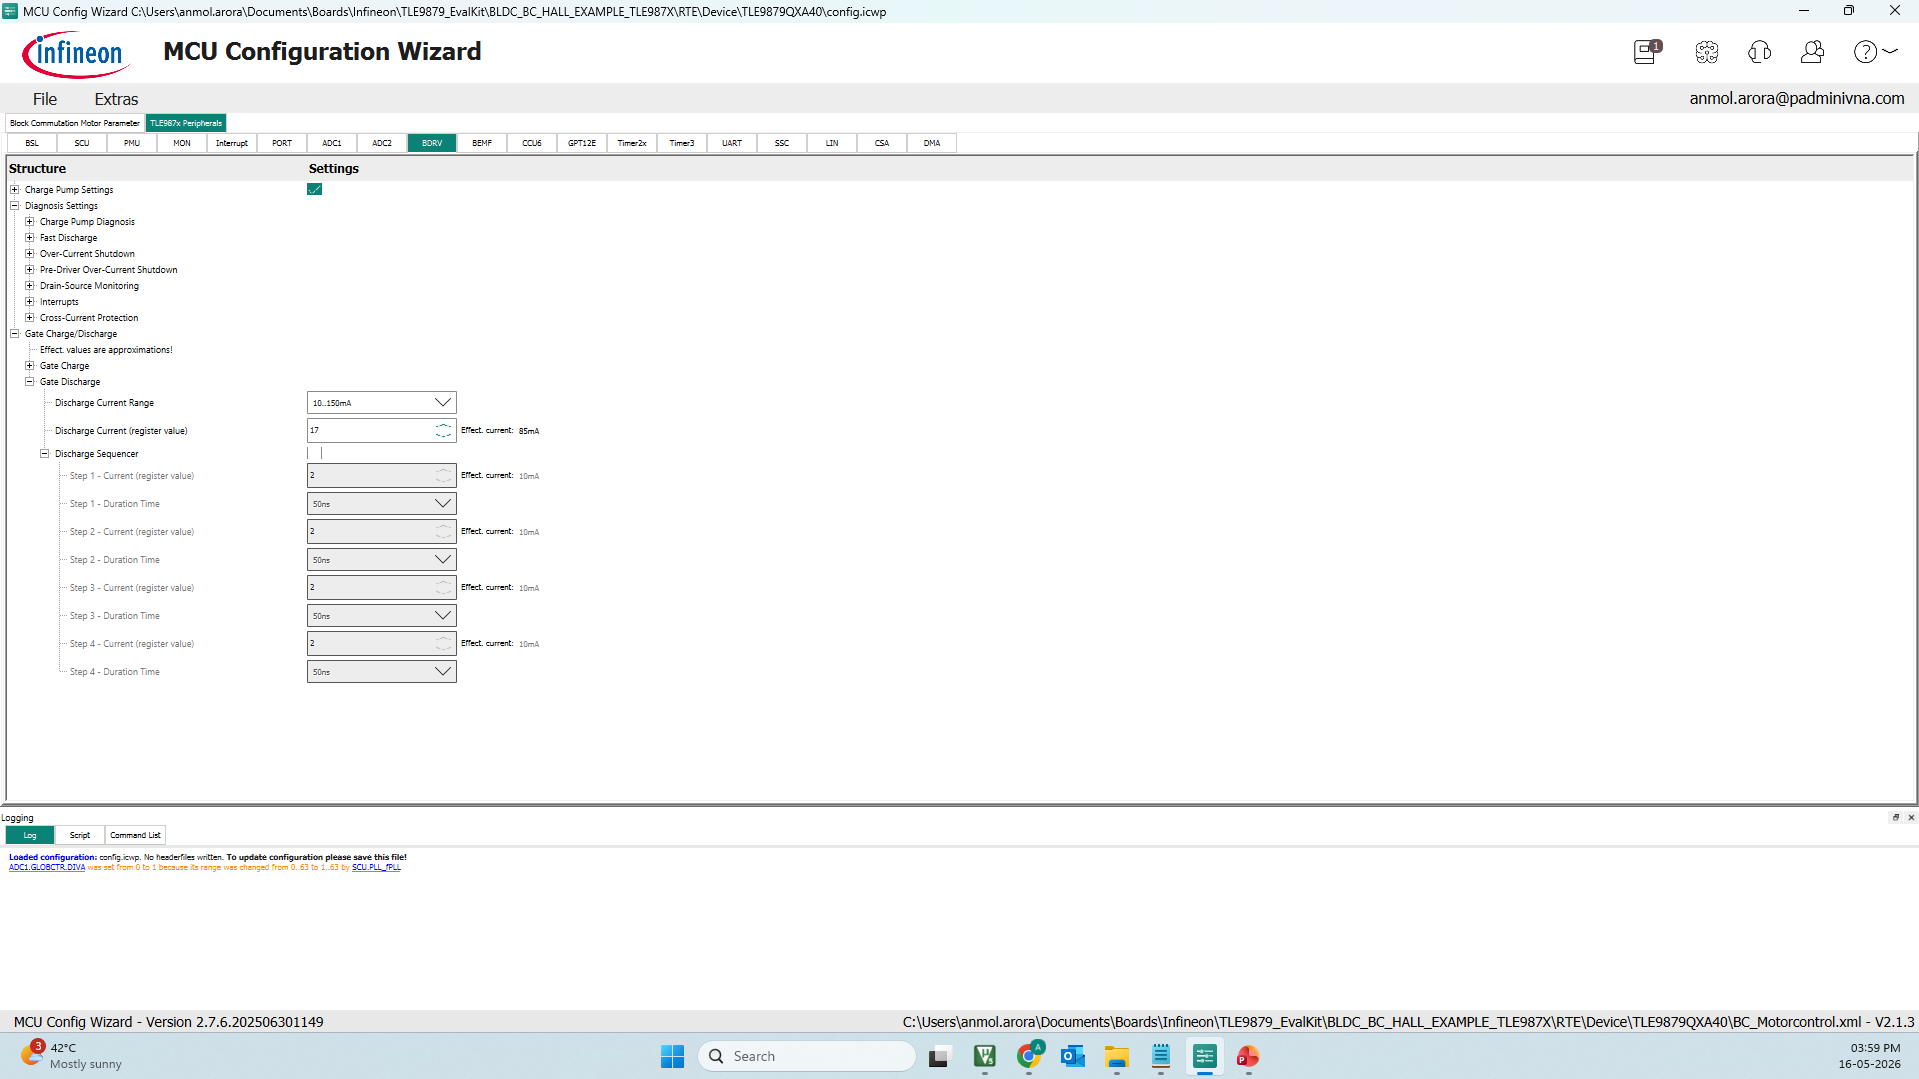 MCU Config Wizard C:\Users\anmol.arora\Documents\Boards\Infineon\TLE9879_EvalKit\BLDC_BC_HALL_EXAMPLE_TLE987X\RTE\Device\TLE9879QXA40\config.icwp
infineon
MCU Configuration Wizard
1
?
File Extras anmol.arora@padminivna.com
Block Commutation Motor Parameter TLE987x Peripherals
BSL SCU PMU MON Interrupt PORT ADC1 ADC2 BDRV BEMF CCU6 GPT12E Timer2x Timer3 UART SSC LIN CSA DMA
Structure Settings
Charge Pump Settings
Diagnosis Settings
Charge Pump Diagnosis
Fast Discharge
Over-Current Shutdown
Pre-Driver Over-Current Shutdown
Drain-Source Monitoring
Interrupts
Cross-Current Protection
Gate Charge/Discharge
Effect. values are approximations!
Gate Charge
Gate Discharge
Discharge Current Range 10..150mA
Discharge Current (register value) 17 Effect. current: 85mA
Discharge Sequencer
Step 1 - Current (register value) 2 Effect. current: 10mA
Step 1 - Duration Time 50ns
Step 2 - Current (register value) 2 Effect. current: 10mA
Step 2 - Duration Time 50ns
Step 3 - Current (register value) 2 Effect. current: 10mA
Step 3 - Duration Time 50ns
Step 4 - Current (register value) 2 Effect. current: 10mA
Step 4 - Duration Time 50ns
Logging
Log Script Command List
Loaded configuration: config.icwp. No headerfiles written. To update configuration please save this file!
ADC1.GLOBCTR.DIVA was set from 0 to 1 because its range was changed from 0..63 to 1..63 by SCU.PLL_fPLL
MCU Config Wizard - Version 2.7.6.202506301149 C:\Users\anmol.arora\Documents\Boards\Infineon\TLE9879_EvalKit\BLDC_BC_HALL_EXAMPLE_TLE987X\RTE\Device\TLE9879QXA40\BC_Motorcontrol.xml - V2.1.3
3
42°C
Mostly sunny
Search
A
03:59 PM
16-05-2026